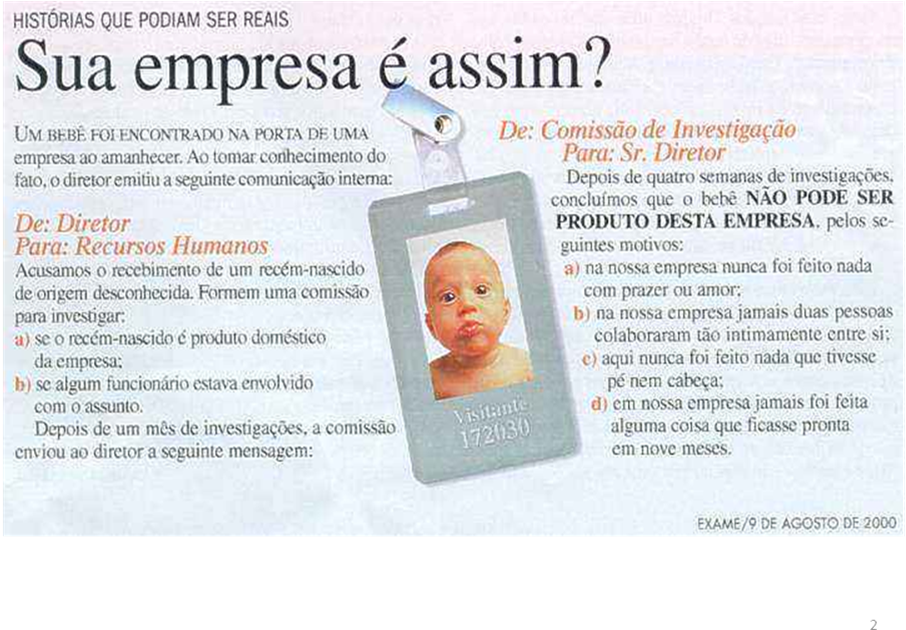 HISTÓRIAS QUE PODIAM SER REAIS
Sua empresa é assim?
UM BEBÊ FOI ENCONTRADO NA PORTA DE UMA
empresa ao amanhecer. Ao tomar conhecimento do
fato, o diretor emitiu a seguinte comunicação interna:
De: Diretor
Para: Recursos Humanos
Acusamos o recebimento de um recém-nascido
de origem desconhecida. Formem uma comissão
para investigar:
a) se o recém-nascido é produto doméstico
da empresa;
b) se algum funcionário estava envolvido
com o assunto.
Depois de um mês de investigações, a comissão
enviou ao diretor a seguinte mensagem:
Visitante
172030
De: Comissão de Investigação
Para: Sr. Diretor
Depois de quatro semanas de investigações,
concluímos que o bebê NÃO PODE SER
PRODUTO DESTA EMPRESA, pelos se-
guintes motivos:
a) na nossa empresa nunca foi feito nada
com prazer ou amor;
b) na nossa empresa jamais duas pessoas
colaboraram tão intimamente entre si;
c) aqui nunca foi feito nada que tivesse
pé nem cabeça;
d) em nossa empresa jamais foi feita
alguma coisa que ficasse pronta
em nove meses.
EXAME/9 DE AGOSTO DE 2000
2